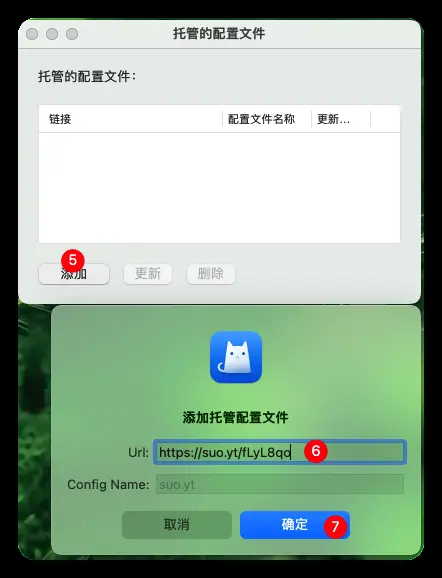 托管的配置文件
托管的配置文件：
链接 配置文件名称 更新...
5
添加 更新 删除
添加托管配置文件
Url: https://suo.yt/fLyL8qo 6
Config Name: suo.yt
取消 确定 7